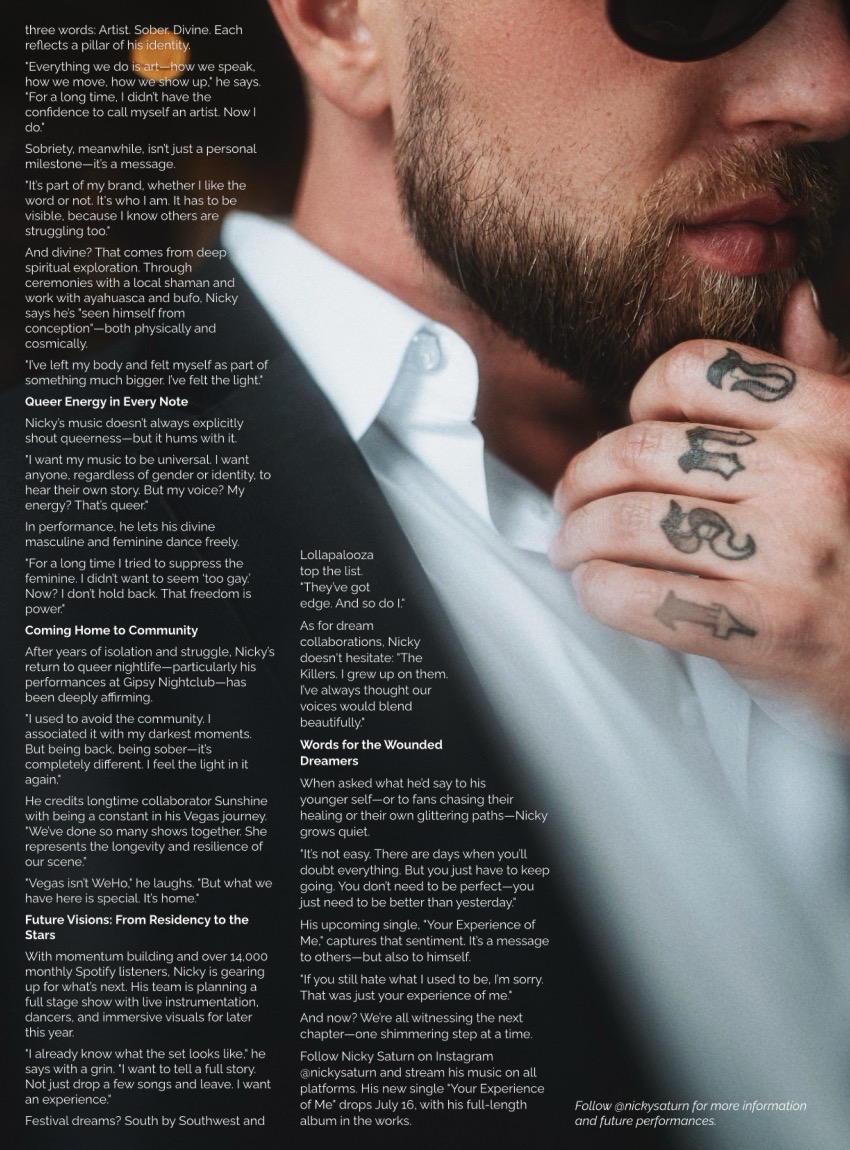 three words: Artist. Sober. Divine. Each
reflects a pillar of his identity.
"Everything we do is art—how we speak,
how we move, how we show up," he says.
"For a long time, I didn't have the
confidence to call myself an artist. Now I
do."
Sobriety, meanwhile, isn't just a personal
milestone—it's a message.
"It's part of my brand, whether I like the
word or not. It's who I am. It has to be
visible, because I know others are
struggling too."
And divine? That comes from deep
spiritual exploration. Through
ceremonies with a local shaman and
work with ayahuasca and bufo, Nicky
says he's "seen himself from
conception"—both physically and
cosmically.
"I've left my body and felt myself as part of
something much bigger. I've felt the light."
Queer Energy in Every Note
Nicky's music doesn't always explicitly
shout queerness—but it hums with it.
"I want my music to be universal. I want
anyone, regardless of gender or identity, to
hear their own story. But my voice? My
energy? That's queer."
In performance, he lets his divine
masculine and feminine dance freely.
"For a long time I tried to suppress the
feminine. I didn't want to seem 'too gay.'
Now? I don't hold back. That freedom is
power."
Coming Home to Community
After years of isolation and struggle, Nicky's
return to queer nightlife—particularly his
performances at Gipsy Nightclub—has
been deeply affirming.
"I used to avoid the community. I
associated it with my darkest moments.
But being back, being sober—it's
completely different. I feel the light in it
again."
He credits longtime collaborator Sunshine
with being a constant in his Vegas journey.
"We've done so many shows together. She
represents the longevity and resilience of
our scene."
"Vegas isn't WeHo," he laughs. "But what we
have here is special. It's home."
Future Visions: From Residency to the
Stars
With momentum building and over 14,000
monthly Spotify listeners, Nicky is gearing
up for what's next. His team is planning a
full stage show with live instrumentation,
dancers, and immersive visuals for later
this year.
"I already know what the set looks like," he
says with a grin. "I want to tell a full story.
Not just drop a few songs and leave. I want
an experience."
Festival dreams? South by Southwest and
Lollapalooza
top the list.
"They've got
edge. And so do I."
As for dream
collaborations, Nicky
doesn't hesitate: "The
Killers. I grew up on them.
I've always thought our
voices would blend
beautifully."
Words for the Wounded
Dreamers
When asked what he'd say to his
younger self—or to fans chasing their
healing or their own glittering paths—Nicky
grows quiet.
"It's not easy. There are days when you'll
doubt everything. But you just have to keep
going. You don't need to be perfect—you
just need to be better than yesterday."
His upcoming single, "Your Experience of
Me," captures that sentiment. It's a message
to others—but also to himself.
"If you still hate what I used to be, I'm sorry.
That was just your experience of me."
And now? We're all witnessing the next
chapter—one shimmering step at a time.
Follow Nicky Saturn on Instagram
@nickysaturn and stream his music on all
platforms. His new single "Your Experience
of Me" drops July 16, with his full-length
album in the works.
Follow @nickysaturn for more information
and future performances.